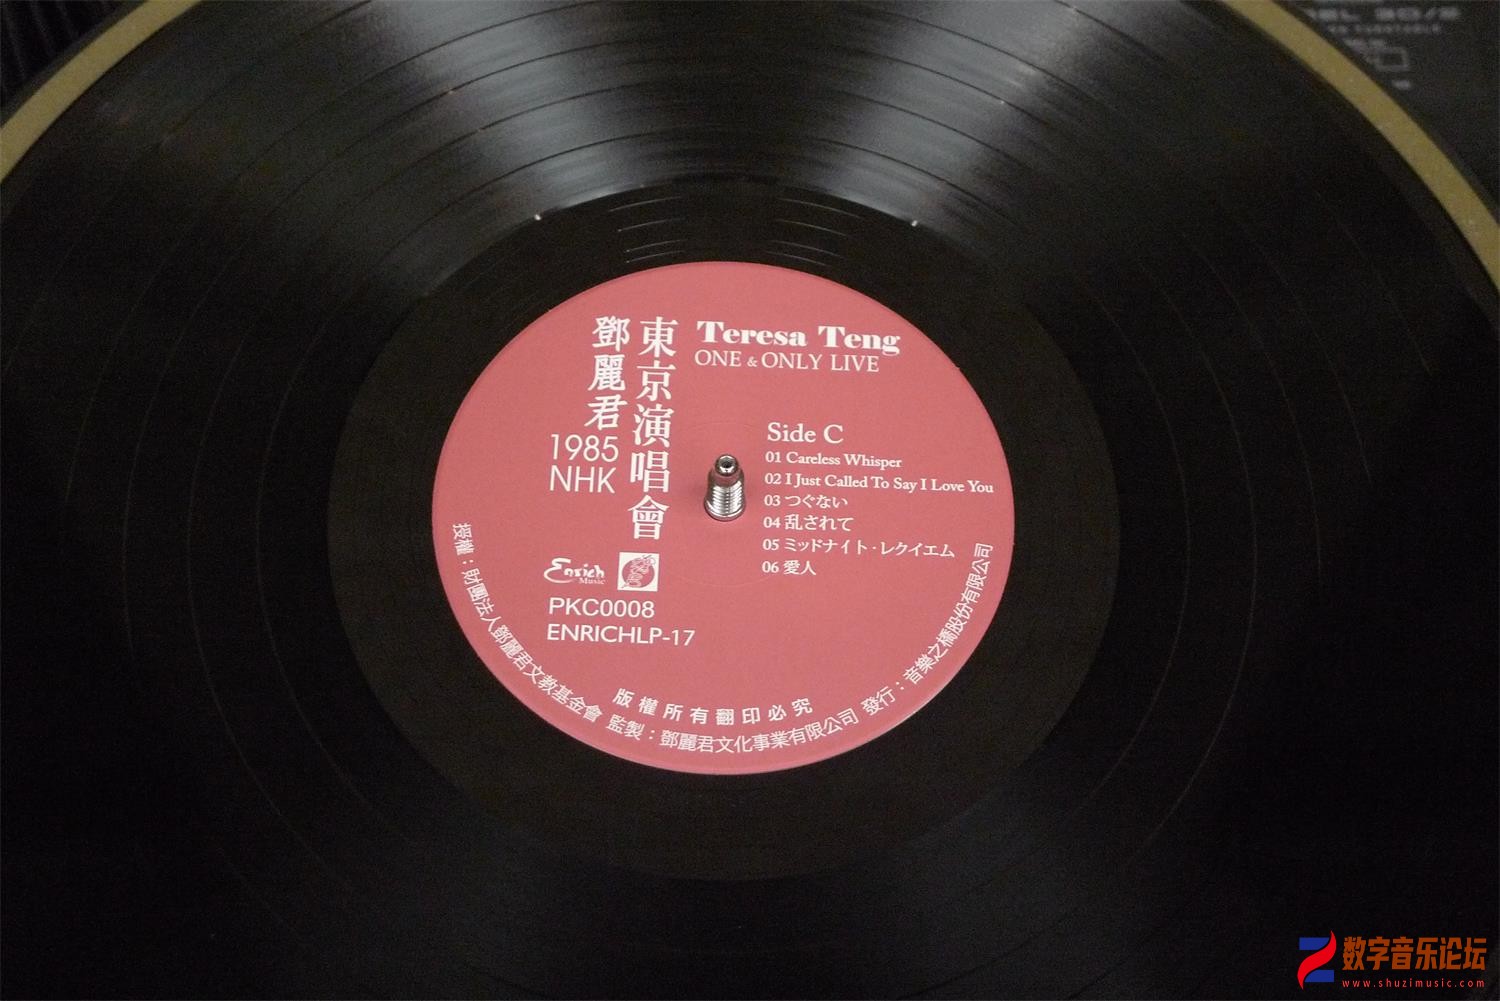 鄧麗君
1985
NHK
東京演唱會
Teresa Teng
ONE & ONLY LIVE
Side C
01 Careless Whisper
02 I Just Called To Say I Love You
03 つぐない
04 乱されて
05 ミッドナイト・レクイエム
06 愛人
Enrich
Music
PKC0008
ENRICHLP-17
版權所有翻印必究
授權：財團法人鄧麗君文教基金會 監製：鄧麗君文化事業有限公司 發行：音樂之橋股份有限公司
数字音乐论坛
www.shuzimusic.com